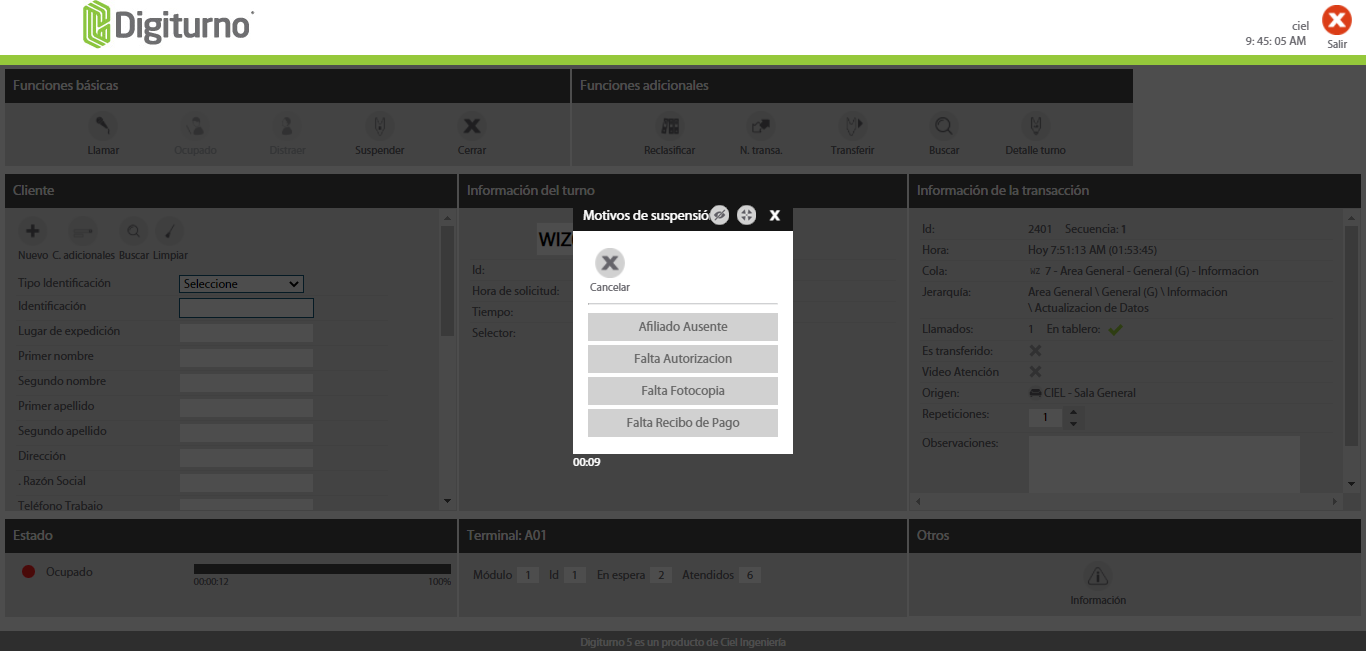 Digiturno
ciel
9: 45: 05 AM
Salir
Funciones básicas
Funciones adicionales
Llamar
Ocupado
Distraer
Suspender
Cerrar
Reclasificar
N. transa.
Transferir
Buscar
Detalle turno
Cliente
Información del turno
Información de la transacción
Nuevo
C. adicionales
Buscar
Limpiar
Tipo Identificación
Seleccione
Identificación
Lugar de expedición
Primer nombre
Segundo nombre
Primer apellido
Segundo apellido
Dirección
. Razón Social
Teléfono Trabajo
Id:
Hora de solicitud:
Tiempo:
Selector:
Motivos de suspensió
X
Cancelar
Afiliado Ausente
Falta Autorizacion
Falta Fotocopia
Falta Recibo de Pago
00:09
Id: 2401 Secuencia: 1
Hora: Hoy 7:51:13 AM (01:53:45)
Cola: WZ 7 - Area General - General (G) - Informacion
Jerarquía: Area General \ General (G) \ Informacion
\ Actualizacion de Datos
Llamados: 1 En tablero:
Es transferido:
Video Atención
Origen: CIEL - Sala General
Repeticiones: 1
Observaciones:
Estado
Ocupado
00:00:12
100%
Terminal: A01
Módulo 1 Id 1 En espera 2 Atendidos 6
Otros
Información
Digiturno 5 es un producto de Ciel Ingeniería